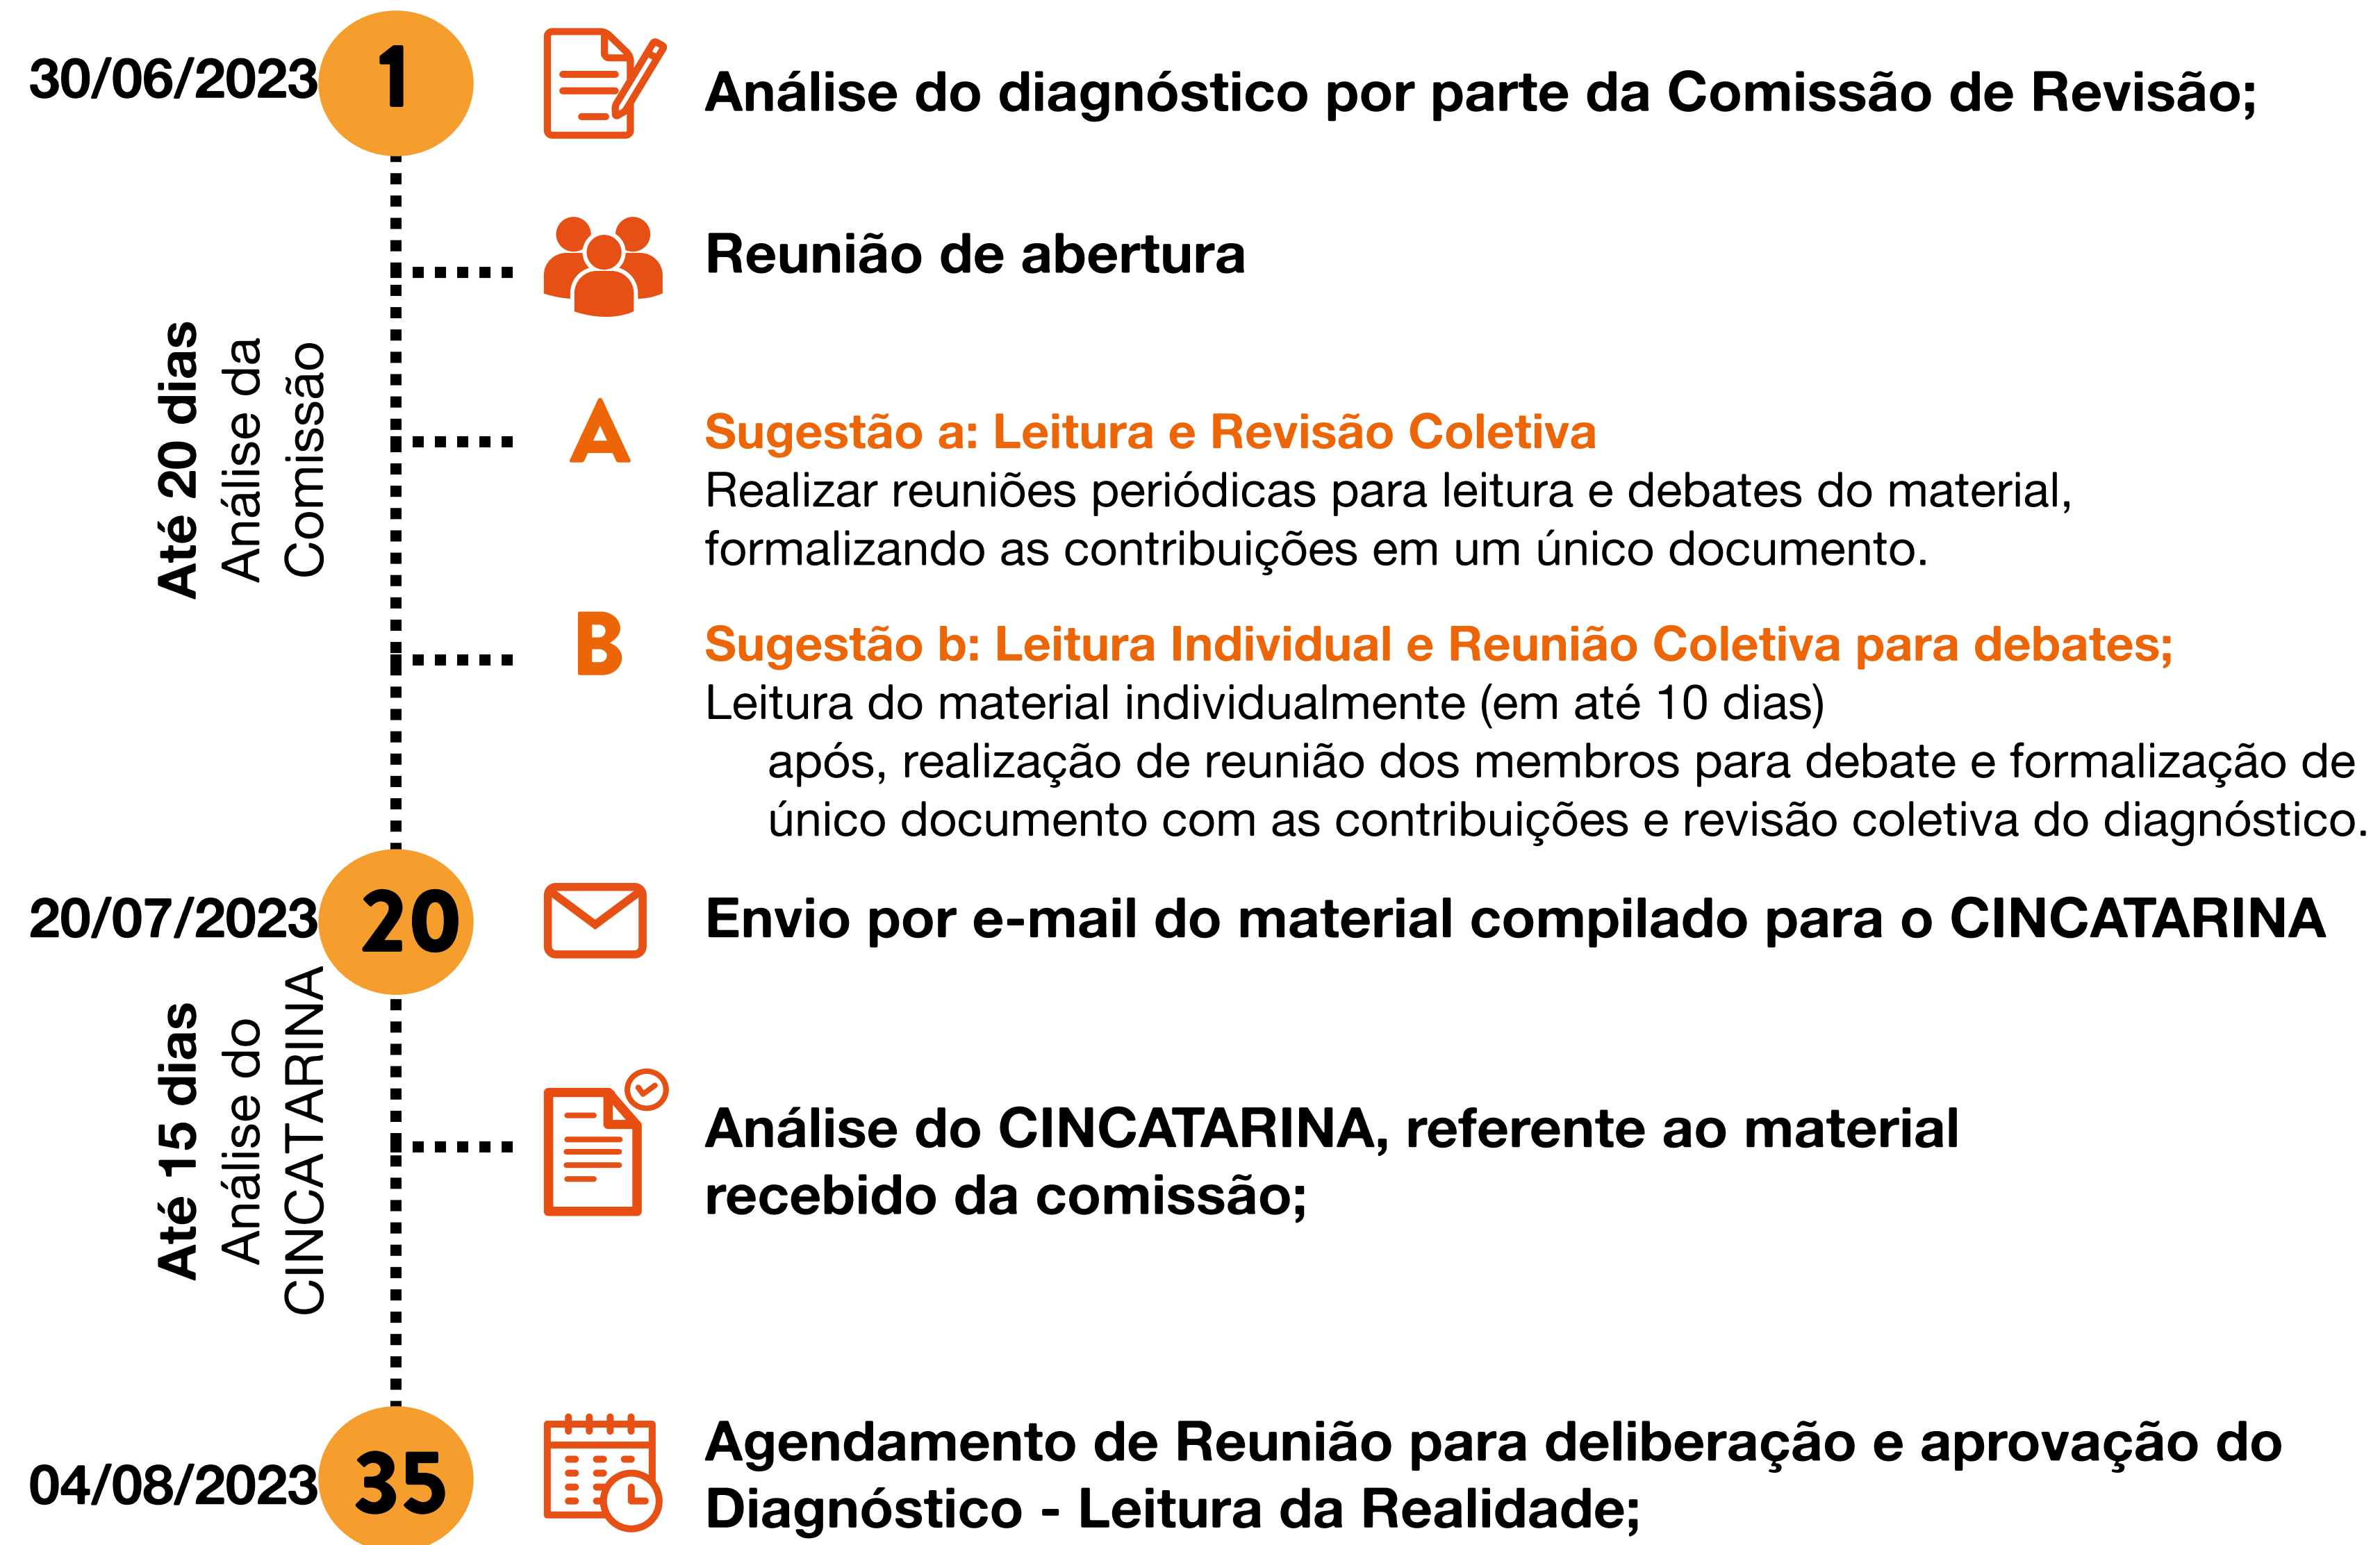 30/06/2023
1
Análise do diagnóstico por parte da Comissão de Revisão;
Reunião de abertura
Até 20 dias
Análise da
Comissão
A
Sugestão a: Leitura e Revisão Coletiva
Realizar reuniões periódicas para leitura e debates do material,
formalizando as contribuições em um único documento.
B
Sugestão b: Leitura Individual e Reunião Coletiva para debates;
Leitura do material individualmente (em até 10 dias)
após, realização de reunião dos membros para debate e formalização de
único documento com as contribuições e revisão coletiva do diagnóstico.
20/07/2023
20
Envio por e-mail do material compilado para o CINCATARINA
Até 15 dias
Análise do
CINCATARINA
Análise do CINCATARINA, referente ao material
recebido da comissão;
04/08/2023
35
Agendamento de Reunião para deliberação e aprovação do
Diagnóstico - Leitura da Realidade;